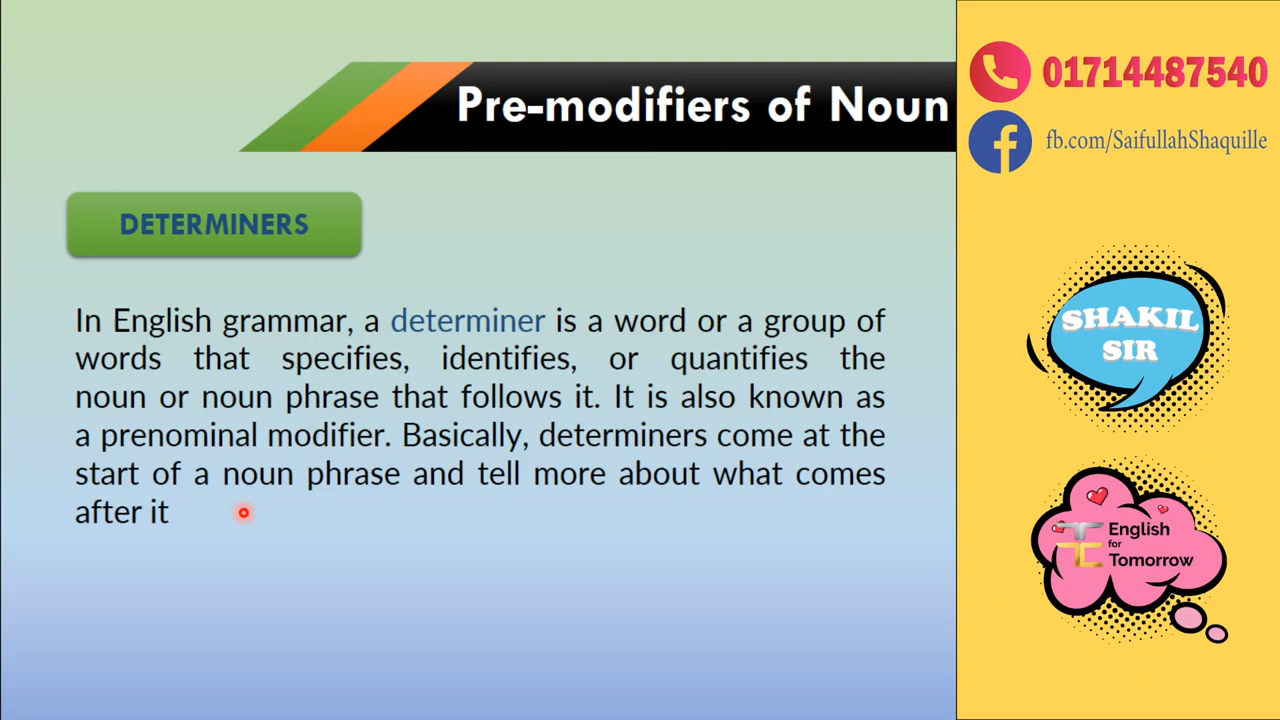 Pre-modifiers of Noun
DETERMINERS
In English grammar, a determiner is a word or a group of
words that specifies, identifies, or quantifies the
noun or noun phrase that follows it. It is also known as
a prenominal modifier. Basically, determiners come at the
start of a noun phrase and tell more about what comes
after it
01714487540
fb.com/SaifullahShaquille
SHAKIL
SIR
English
for
Tomorrow